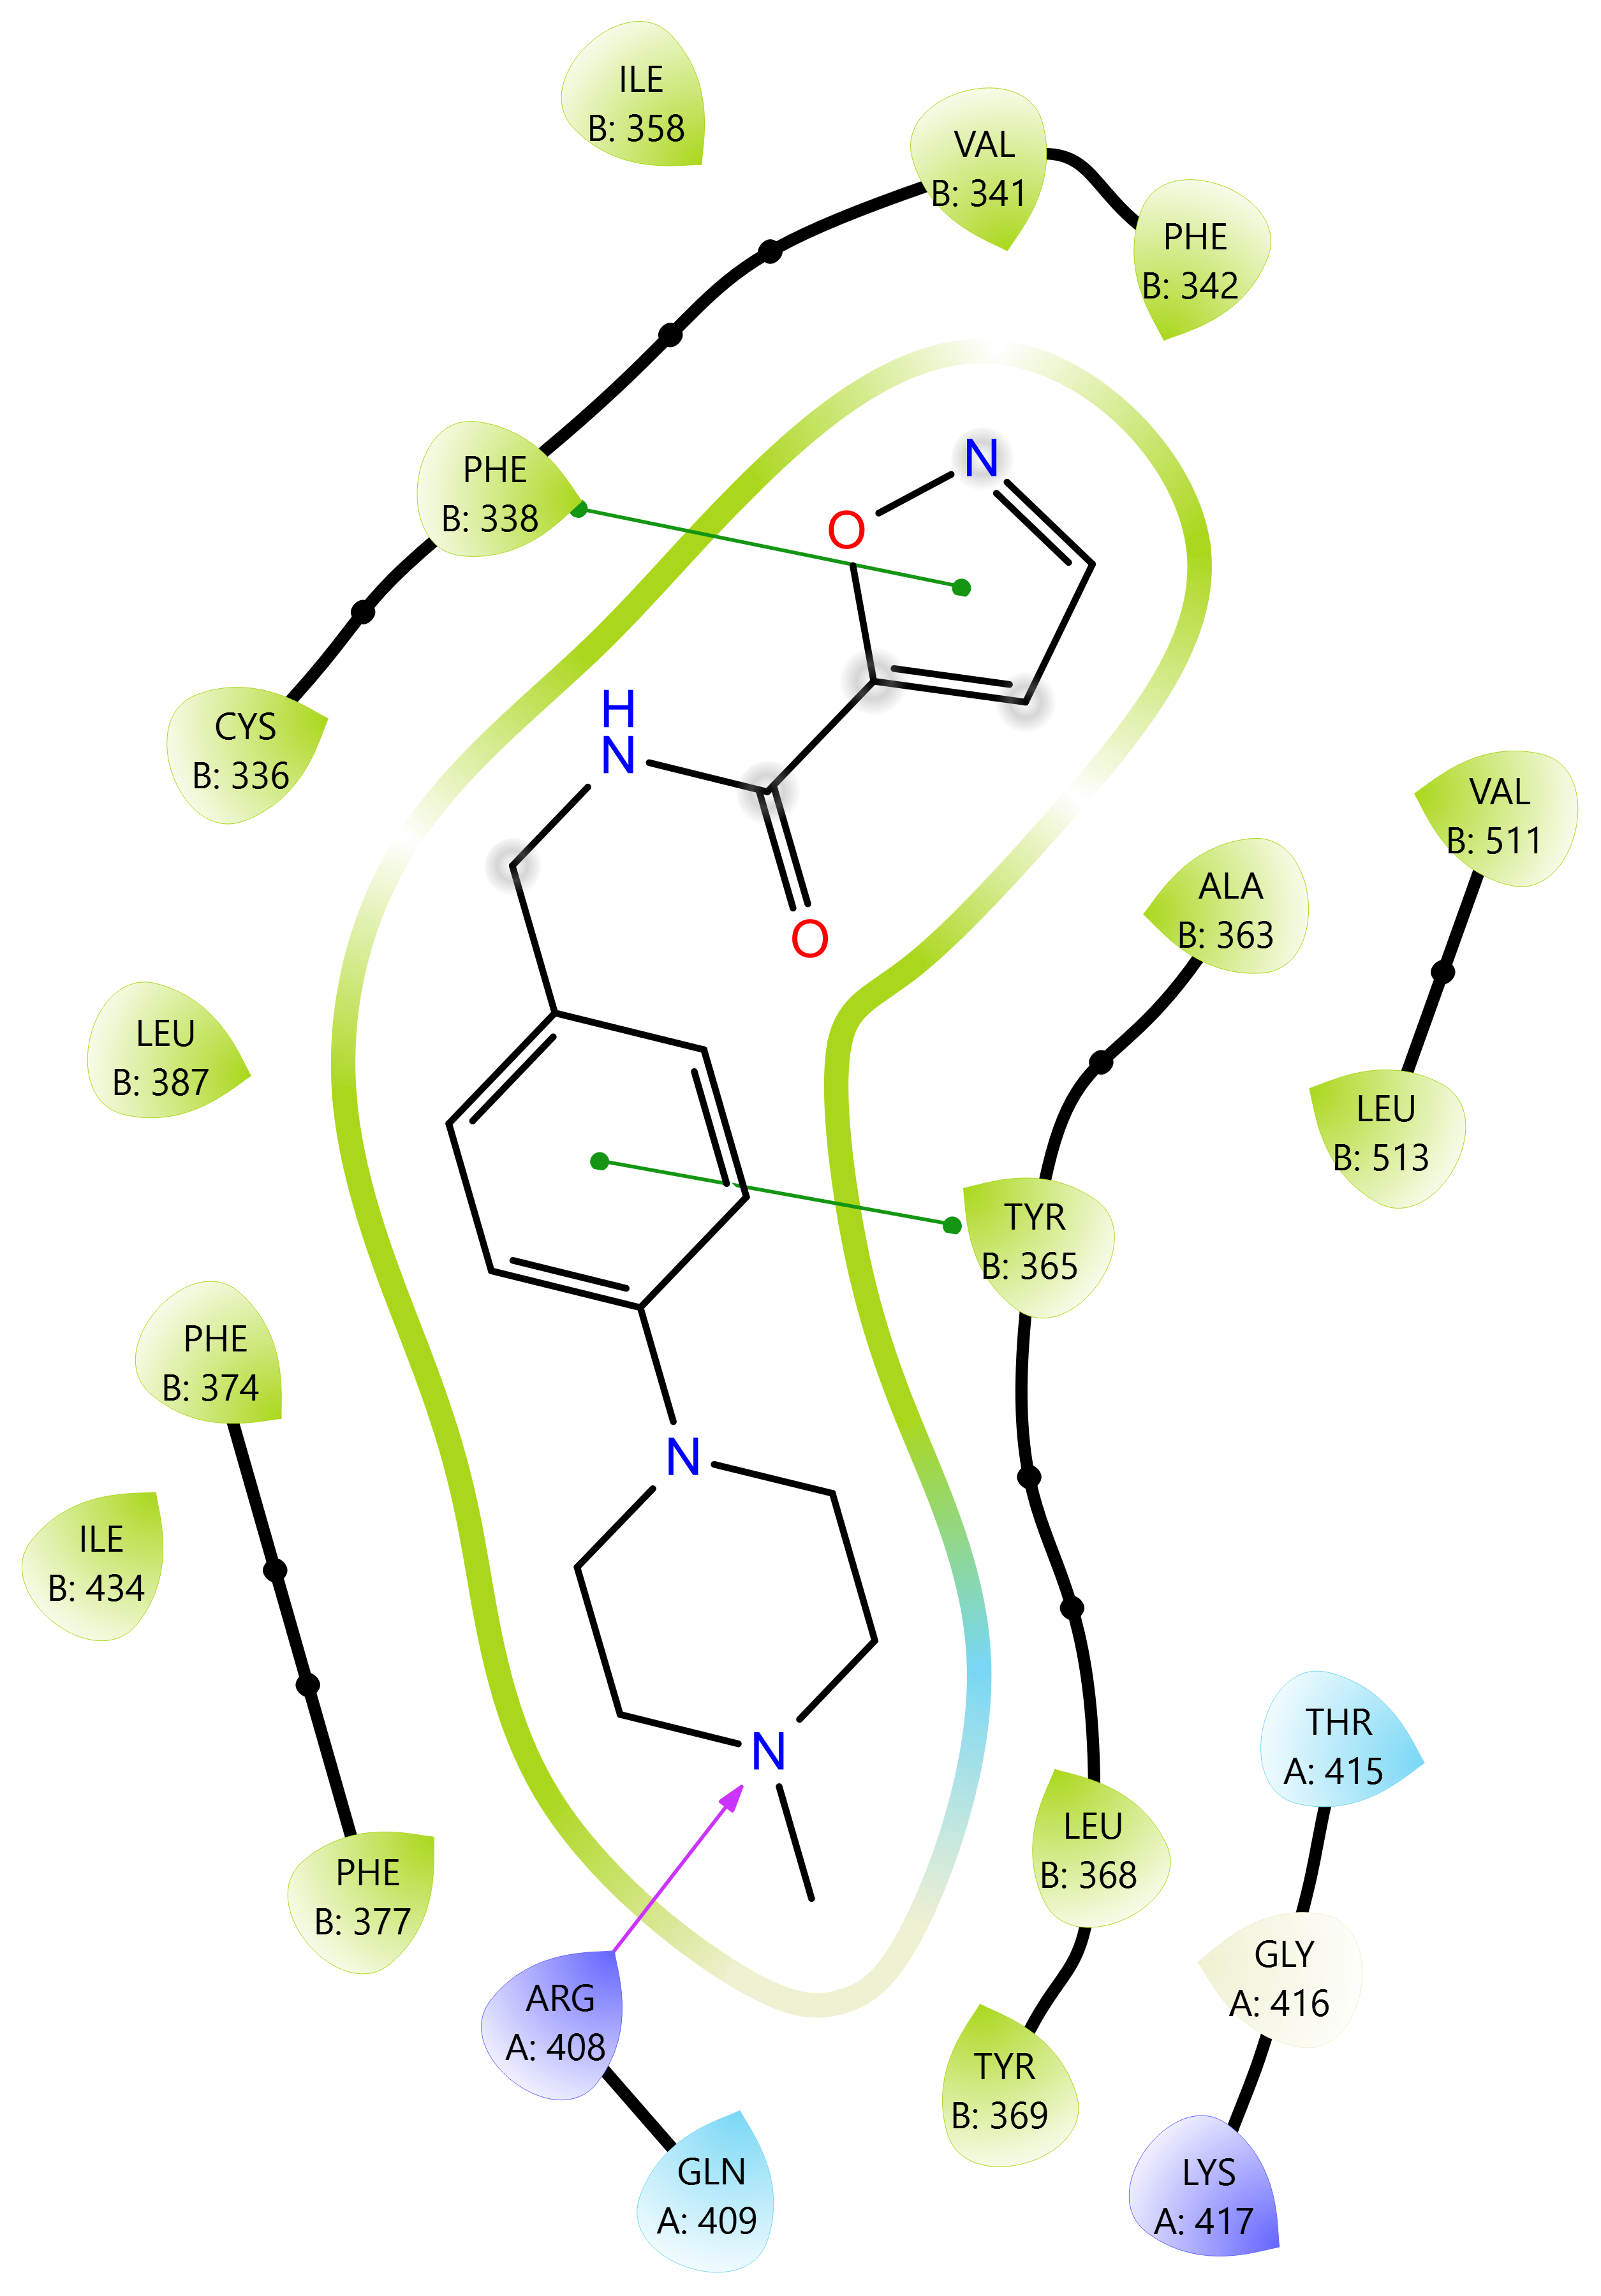 ILE
B: 358
VAL
B: 341
PHE
B: 342
PHE
B: 338
N
O
H
N
CYS
B: 336
VAL
B: 511
ALA
B: 363
O
LEU
B: 387
LEU
B: 513
TYR
B: 365
PHE
B: 374
N
ILE
B: 434
THR
A: 415
N
LEU
B: 368
PHE
B: 377
GLY
A: 416
ARG
A: 408
TYR
B: 369
GLN
A: 409
LYS
A: 417